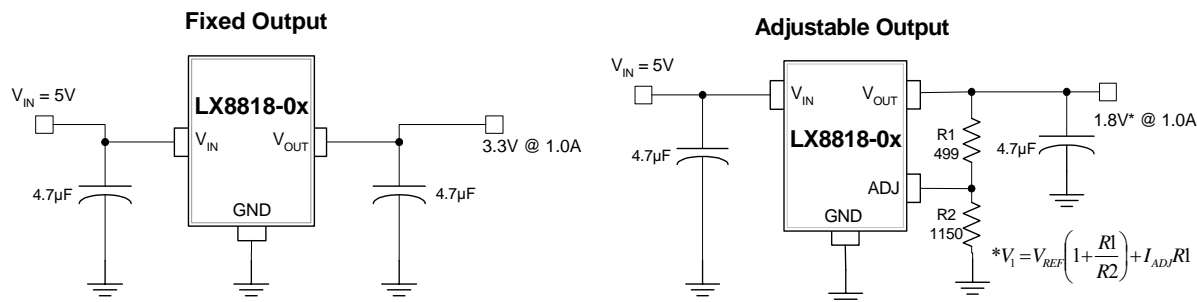 Fixed Output
V_IN = 5V
LX8818-0x
V_IN
V_OUT
3.3V @ 1.0A
4.7µF
4.7µF
GND
Adjustable Output
V_IN = 5V
V_IN
V_OUT
LX8818-0x
1.8V* @ 1.0A
R1
499
4.7µF
4.7µF
ADJ
R2
1150
GND
*V_1 = V_REF(1 + R1/R2) + I_ADJ R1